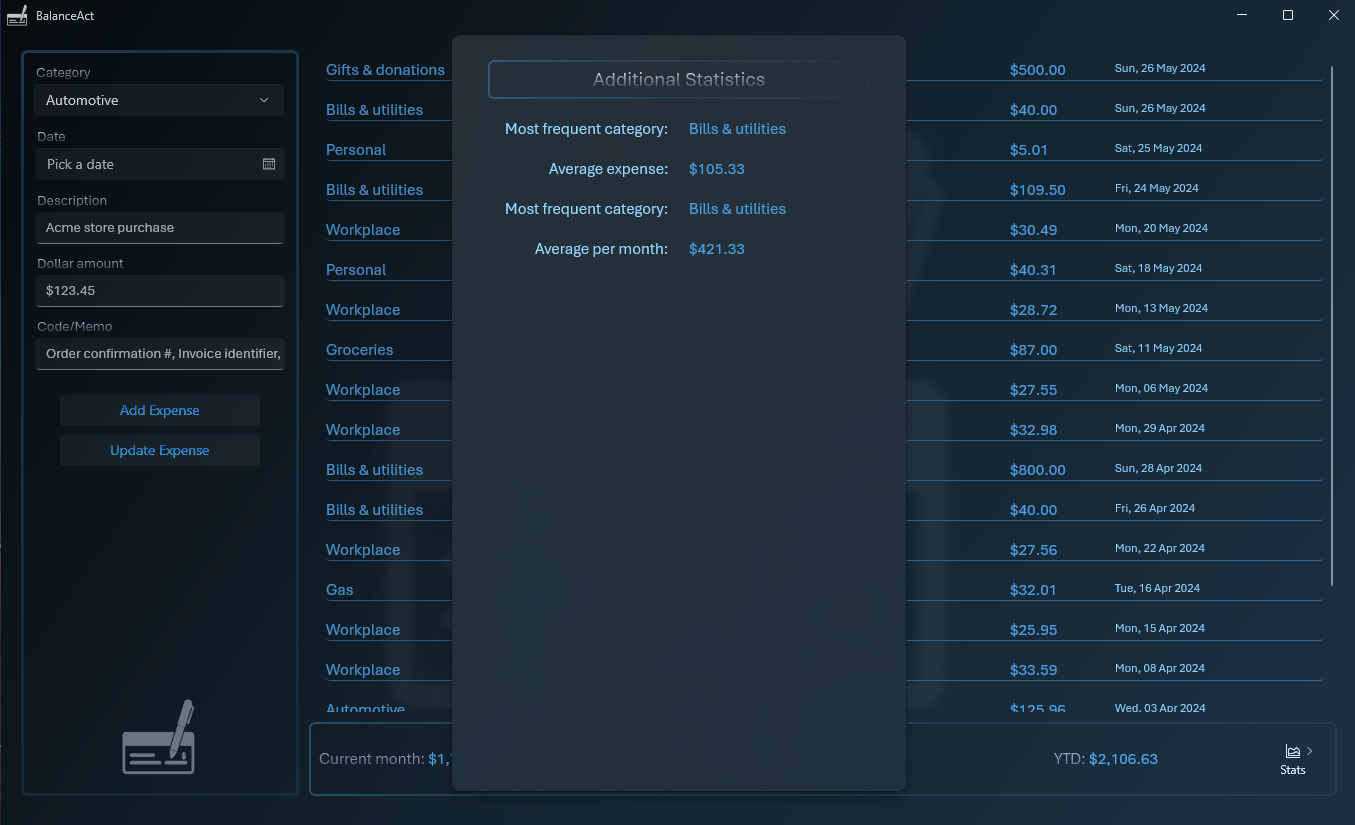 BalanceAct
Category
Automotive
Date
Pick a date
Description
Acme store purchase
Dollar amount
$123.45
Code/Memo
Order confirmation #, Invoice identifier,
Add Expense
Update Expense
Additional Statistics
Most frequent category: Bills & utilities
Average expense: $105.33
Most frequent category: Bills & utilities
Average per month: $421.33
Gifts & donations $500.00 Sun, 26 May 2024
Bills & utilities $40.00 Sun, 26 May 2024
Personal $5.01 Sat, 25 May 2024
Bills & utilities $109.50 Fri, 24 May 2024
Workplace $30.49 Mon, 20 May 2024
Personal $40.31 Sat, 18 May 2024
Workplace $28.72 Mon, 13 May 2024
Groceries $87.00 Sat, 11 May 2024
Workplace $27.55 Mon, 06 May 2024
Workplace $32.98 Mon, 29 Apr 2024
Bills & utilities $800.00 Sun, 28 Apr 2024
Bills & utilities $40.00 Fri, 26 Apr 2024
Workplace $27.56 Mon, 22 Apr 2024
Gas $32.01 Tue, 16 Apr 2024
Workplace $25.95 Mon, 15 Apr 2024
Workplace $33.59 Mon, 08 Apr 2024
Automotive $125.96 Wed, 03 Apr 2024
Current month: $1,
YTD: $2,106.63
Stats